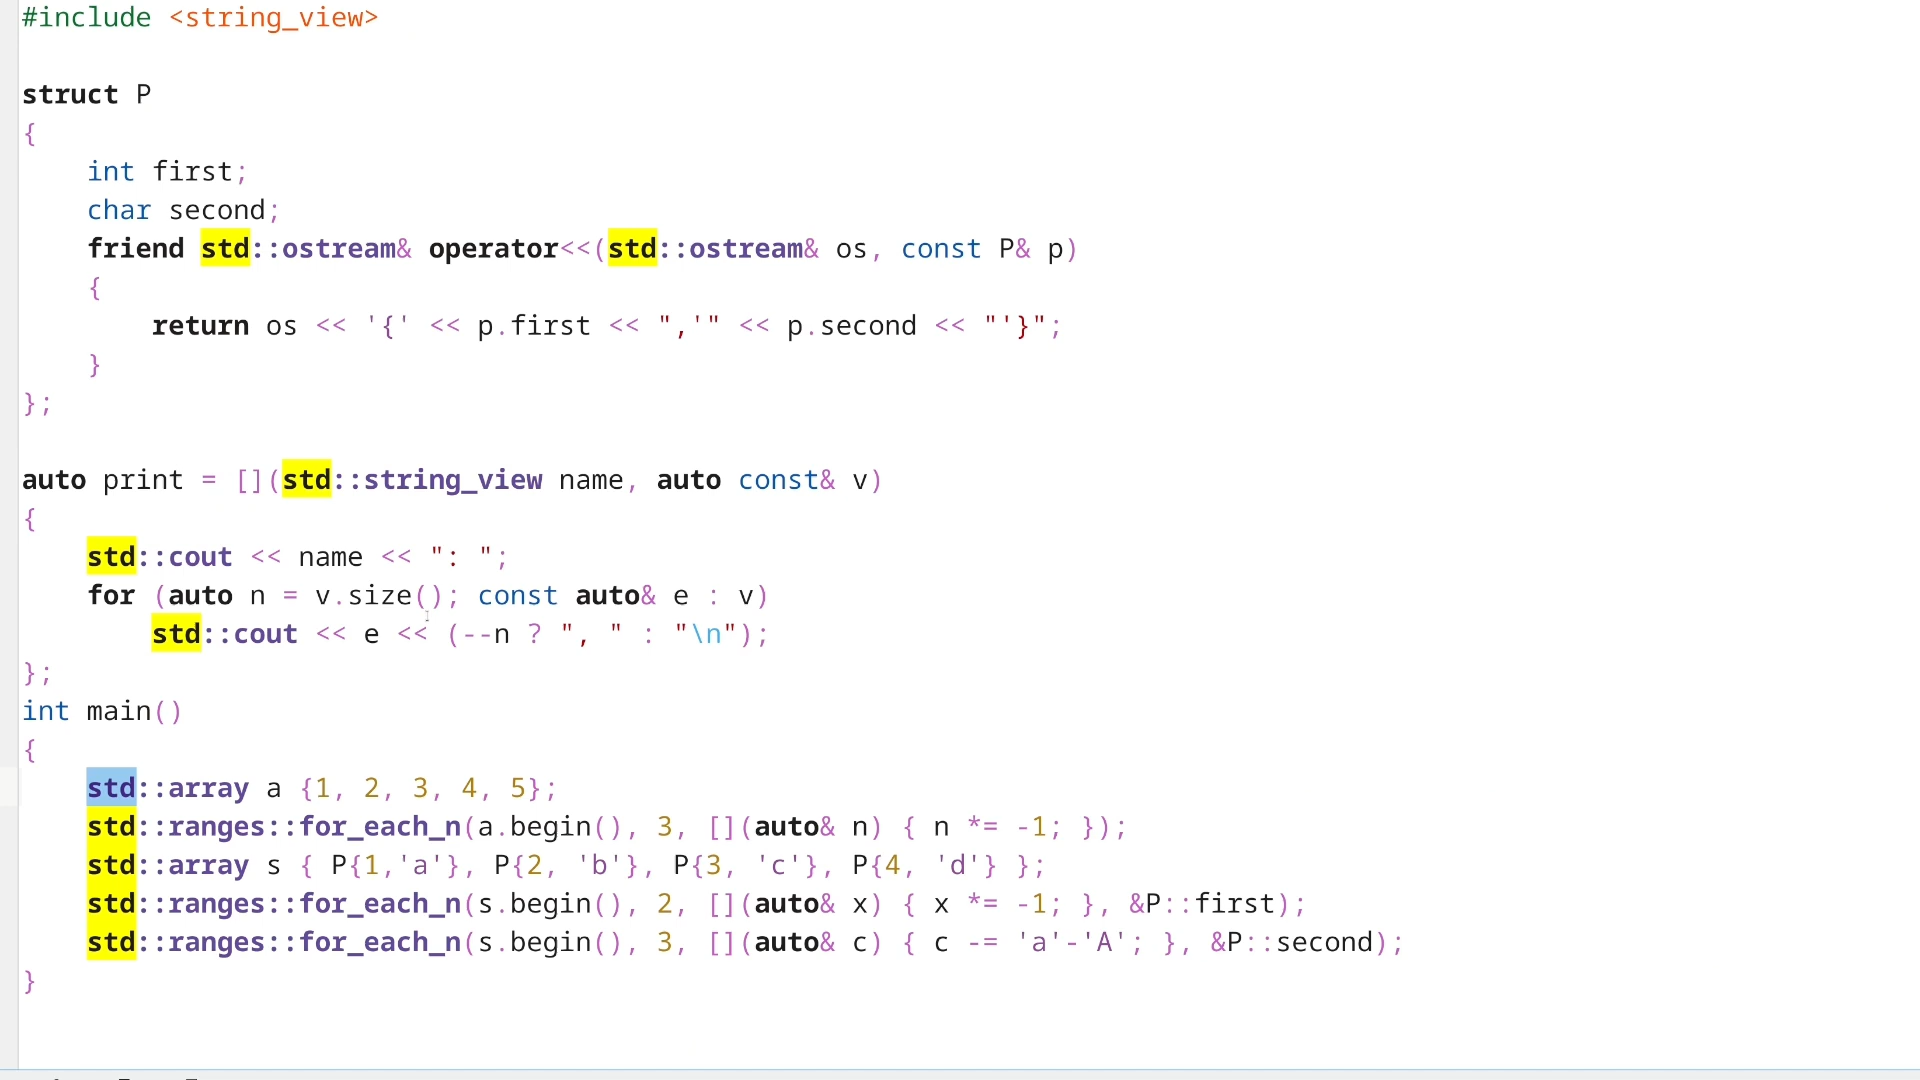 #include <string_view>
struct P
{
    int first;
    char second;
    friend std::ostream& operator<<(std::ostream& os, const P& p)
    {
        return os << '{' << p.first << ",'" << p.second << "'}";
    }
};
auto print = [](std::string_view name, auto const& v)
{
    std::cout << name << ": ";
    for (auto n = v.size(); const auto& e : v)
        std::cout << e << (--n ? ", " : "\n");
};
int main()
{
    std::array a {1, 2, 3, 4, 5};
    std::ranges::for_each_n(a.begin(), 3, [](auto& n) { n *= -1; });
    std::array s { P{1,'a'}, P{2, 'b'}, P{3, 'c'}, P{4, 'd'} };
    std::ranges::for_each_n(s.begin(), 2, [](auto& x) { x *= -1; }, &P::first);
    std::ranges::for_each_n(s.begin(), 3, [](auto& c) { c -= 'a'-'A'; }, &P::second);
}